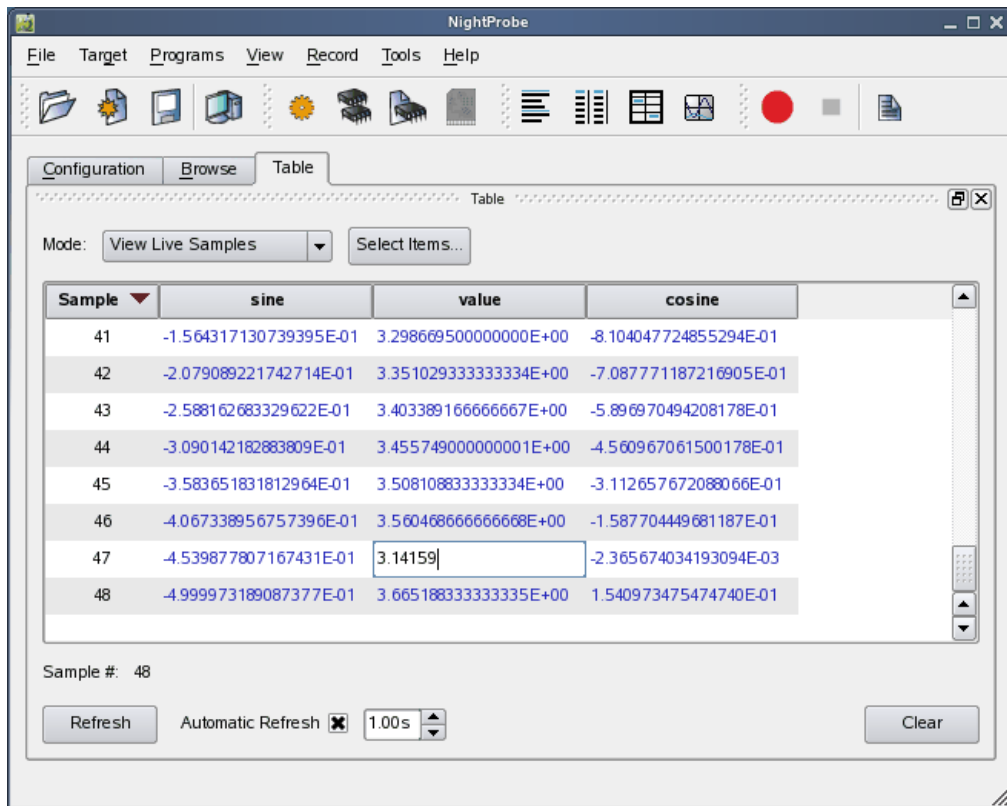 NightProbe
File Target Programs View Record Tools Help
Configuration Browse Table
Table
Mode: View Live Samples Select Items...
Sample sine value cosine
41 -1.564317130739395E-01 3.298669500000000E+00 -8.104047724855294E-01
42 -2.079089221742714E-01 3.351029333333334E+00 -7.087771187216905E-01
43 -2.588162683329622E-01 3.403389166666667E+00 -5.896970494208178E-01
44 -3.090142182883809E-01 3.455749000000001E+00 -4.560967061500178E-01
45 -3.583651831812964E-01 3.508108833333334E+00 -3.112657672088066E-01
46 -4.067338956757396E-01 3.560468666666668E+00 -1.587704449681187E-01
47 -4.539877807167431E-01 3.14159 -2.365674034193094E-03
48 -4.999973189087377E-01 3.665188333333335E+00 1.540973475474740E-01
Sample #: 48
Refresh Automatic Refresh 1.00s Clear